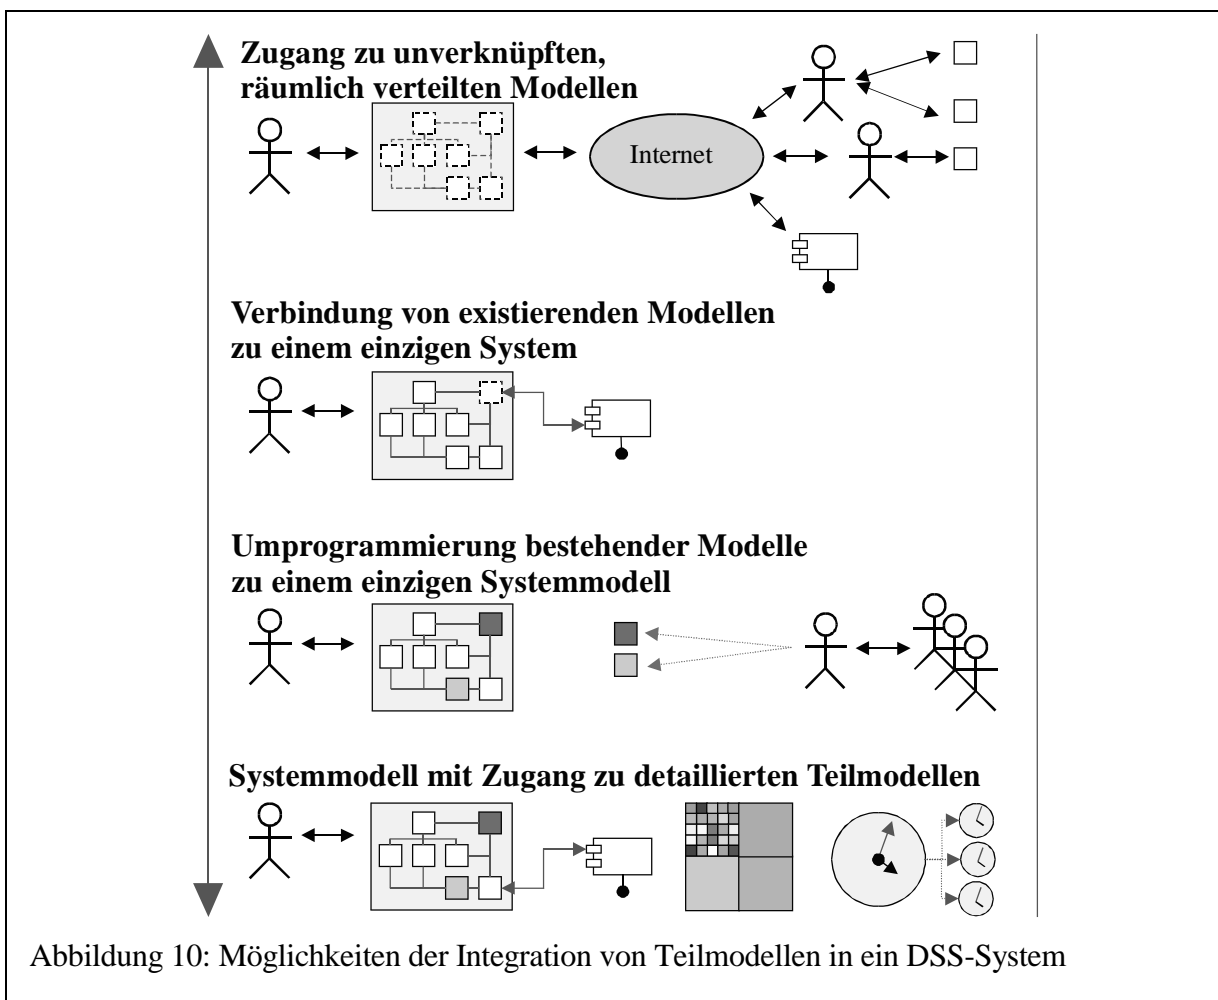 Zugang zu unverknüpften,
räumlich verteilten Modellen
Internet
Verbindung von existierenden Modellen
zu einem einzigen System
Umprogrammierung bestehender Modelle
zu einem einzigen Systemmodell
Systemmodell mit Zugang zu detaillierten Teilmodellen
Abbildung 10: Möglichkeiten der Integration von Teilmodellen in ein DSS-System